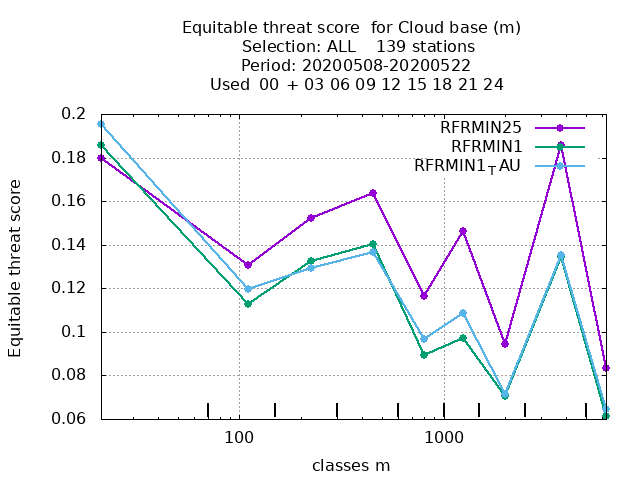 Equitable threat score  for Cloud base (m)
Selection: ALL    139 stations
Period: 20200508-20200522
Used  00 + 03 06 09 12 15 18 21 24
RFRMIN25
RFRMIN1
RFRMIN1TAU
0.2
0.18
0.16
0.14
0.12
0.1
0.08
0.06
Equitable threat score
100
1000
classes m